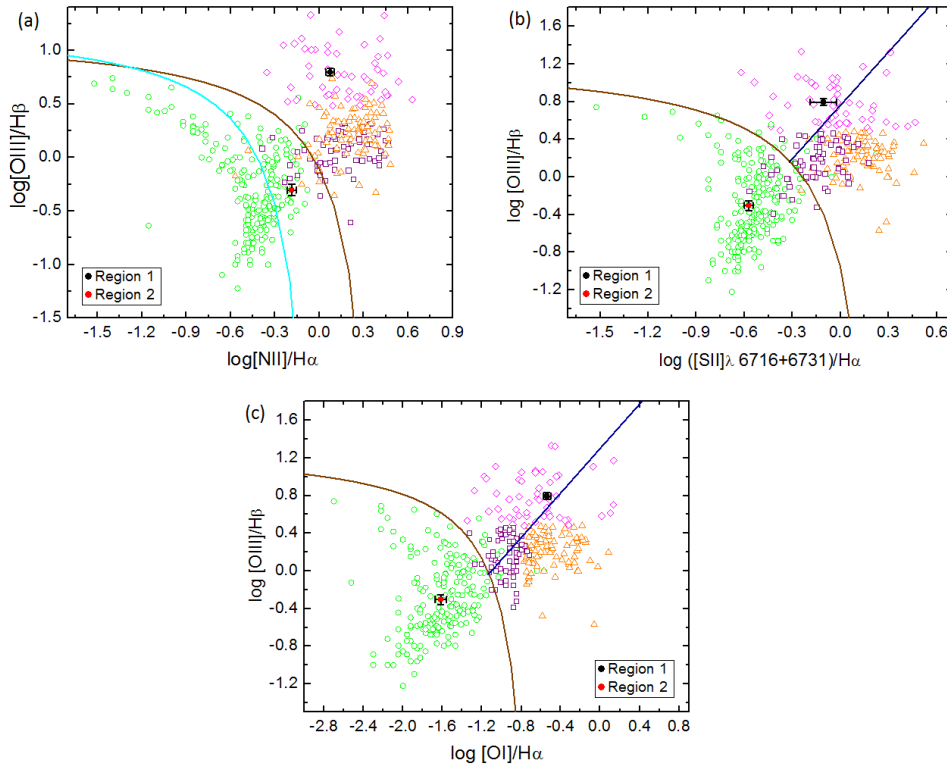 (a)
log[OIII]/Hβ
1.0
0.5
0.0
-0.5
-1.0
-1.5
Region 1
Region 2
-1.5 -1.2 -0.9 -0.6 -0.3 0.0 0.3 0.6 0.9
log[NII]/Hα
(b)
log [OIII]/Hβ
1.6
1.2
0.8
0.4
0.0
-0.4
-0.8
-1.2
Region 1
Region 2
-1.5 -1.2 -0.9 -0.6 -0.3 0.0 0.3 0.6
log ([SII]λ 6716+6731)/Hα
(c)
log [OIII]/Hβ
1.6
1.2
0.8
0.4
0.0
-0.4
-0.8
-1.2
Region 1
Region 2
-2.8 -2.4 -2.0 -1.6 -1.2 -0.8 -0.4 0.0 0.4 0.8
log [OI]/Hα